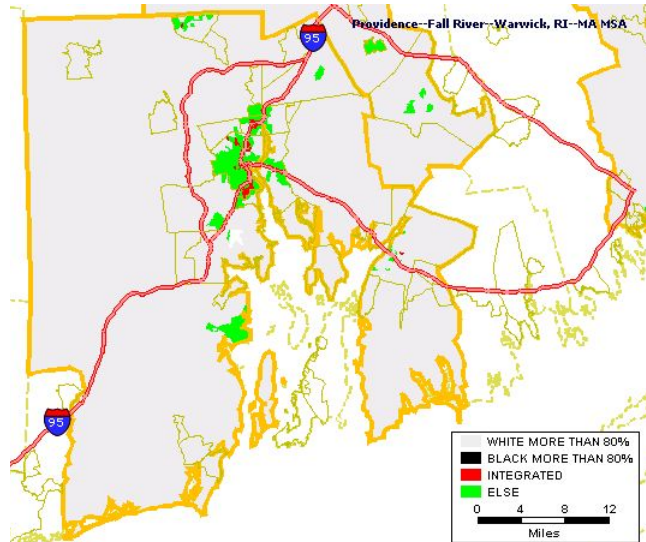 Providence--Fall River--Warwick, RI--MA MSA
95
95
WHITE MORE THAN 80%
BLACK MORE THAN 80%
INTEGRATED
ELSE
0 4 8 12
Miles